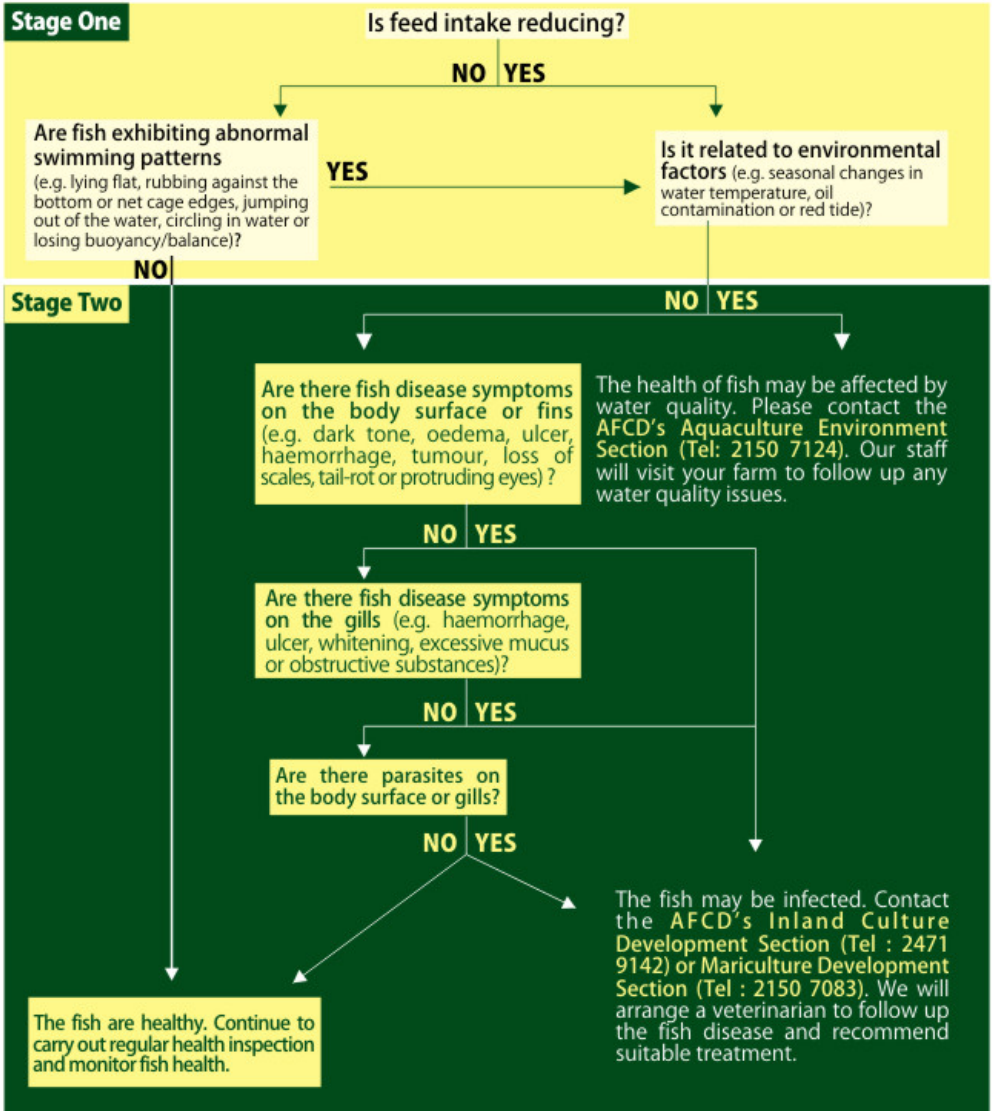 Stage One
Is feed intake reducing?
NO YES
Are fish exhibiting abnormal
swimming patterns
(e.g. lying flat, rubbing against the
bottom or net cage edges, jumping
out of the water, circling in water or
losing buoyancy/balance)?
YES
Is it related to environmental
factors (e.g. seasonal changes in
water temperature, oil
contamination or red tide)?
NO
Stage Two
NO YES
Are there fish disease symptoms
on the body surface or fins
(e.g. dark tone, oedema, ulcer,
haemorrhage, tumour, loss of
scales, tail-rot or protruding eyes) ?
The health of fish may be affected by
water quality. Please contact the
AFCD's Aquaculture Environment
Section (Tel: 2150 7124). Our staff
will visit your farm to follow up any
water quality issues.
NO YES
Are there fish disease symptoms
on the gills (e.g. haemorrhage,
ulcer, whitening, excessive mucus
or obstructive substances)?
NO YES
Are there parasites on
the body surface or gills?
NO YES
The fish may be infected. Contact
the AFCD's Inland Culture
Development Section (Tel : 2471
9142) or Mariculture Development
Section (Tel : 2150 7083). We will
arrange a veterinarian to follow up
the fish disease and recommend
suitable treatment.
The fish are healthy. Continue to
carry out regular health inspection
and monitor fish health.